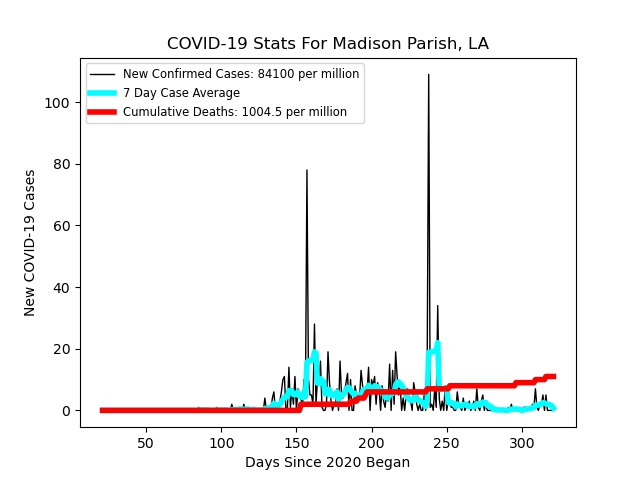 COVID-19 Stats For Madison Parish, LA
New Confirmed Cases: 84100 per million
7 Day Case Average
Cumulative Deaths: 1004.5 per million
New COVID-19 Cases
100
80
60
40
20
0
50 100 150 200 250 300
Days Since 2020 Began